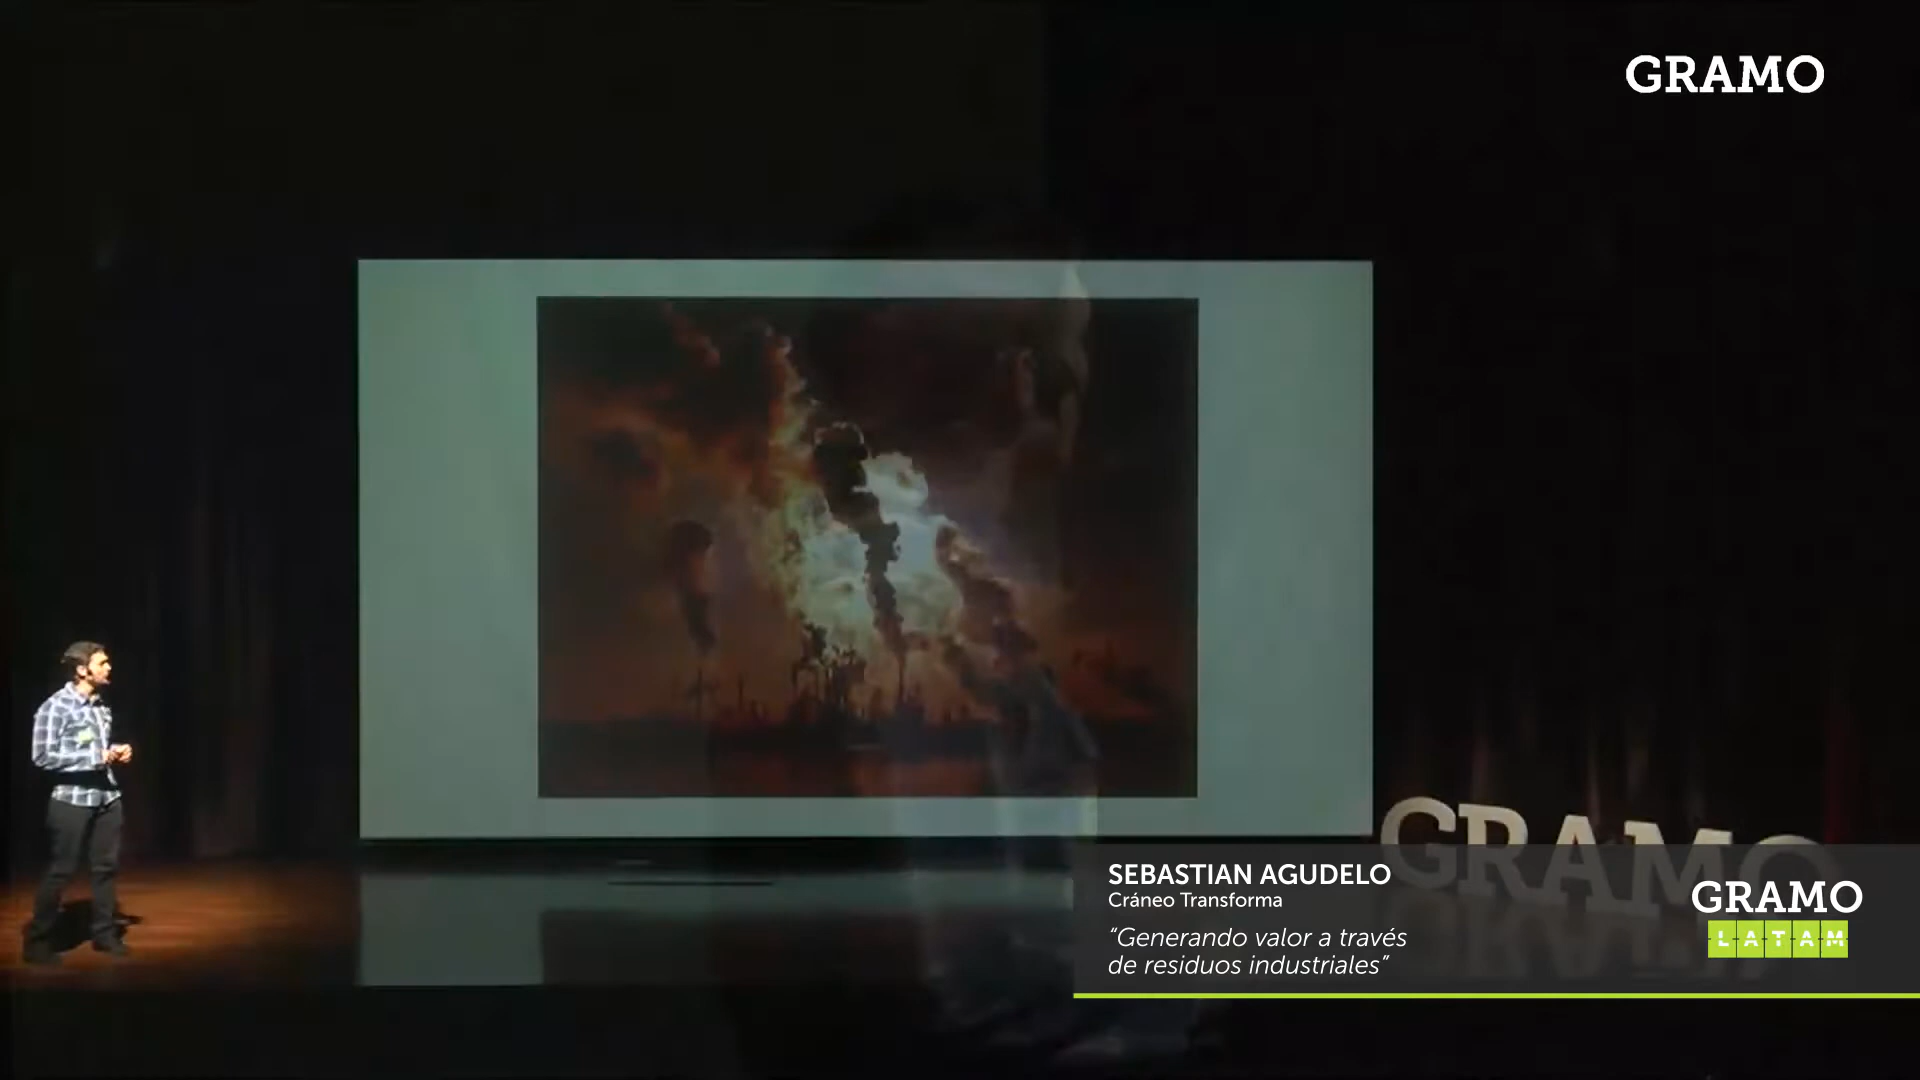 GRAMO
GRAMO
SEBASTIAN AGUDELO
Cráneo Transforma
“Generando valor a través
de residuos industriales”
GRAMO
LATAM